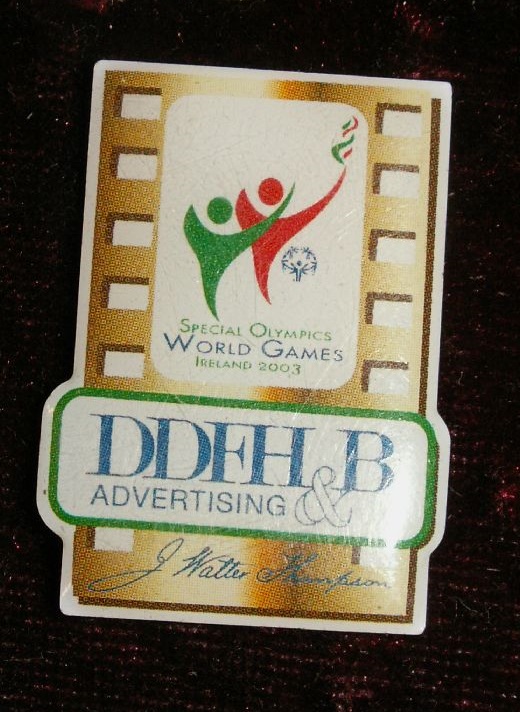 Special Olympics
World Games
Ireland 2003
DDFH&B
ADVERTISING
J Walter Thompson